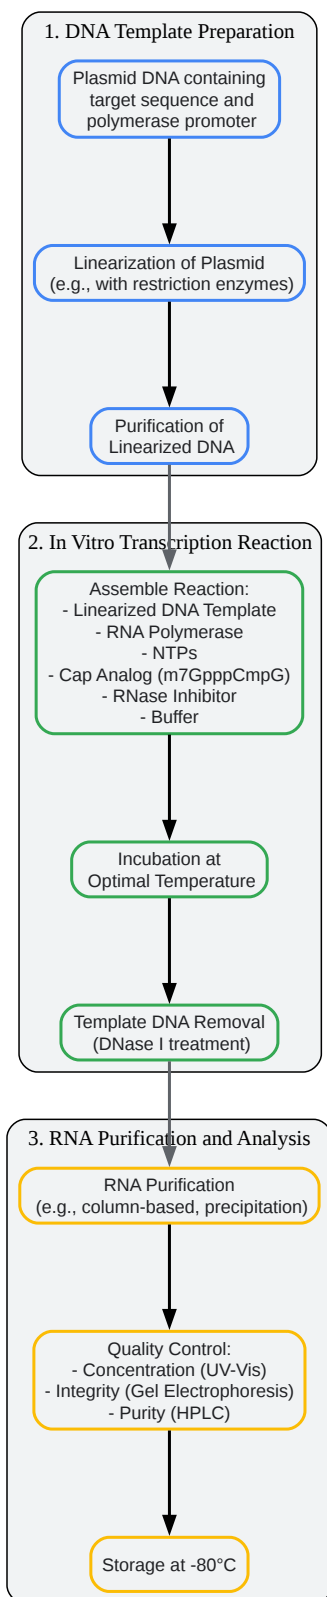 1. DNA Template Preparation
Plasmid DNA containing
target sequence and
polymerase promoter
Linearization of Plasmid
(e.g., with restriction enzymes)
Purification of
Linearized DNA
2. In Vitro Transcription Reaction
Assemble Reaction:
- Linearized DNA Template
- RNA Polymerase
- NTPs
- Cap Analog (m7GpppCmpG)
- RNase Inhibitor
- Buffer
Incubation at
Optimal Temperature
Template DNA Removal
(DNase I treatment)
3. RNA Purification and Analysis
RNA Purification
(e.g., column-based, precipitation)
Quality Control:
- Concentration (UV-Vis)
- Integrity (Gel Electrophoresis)
- Purity (HPLC)
Storage at -80°C